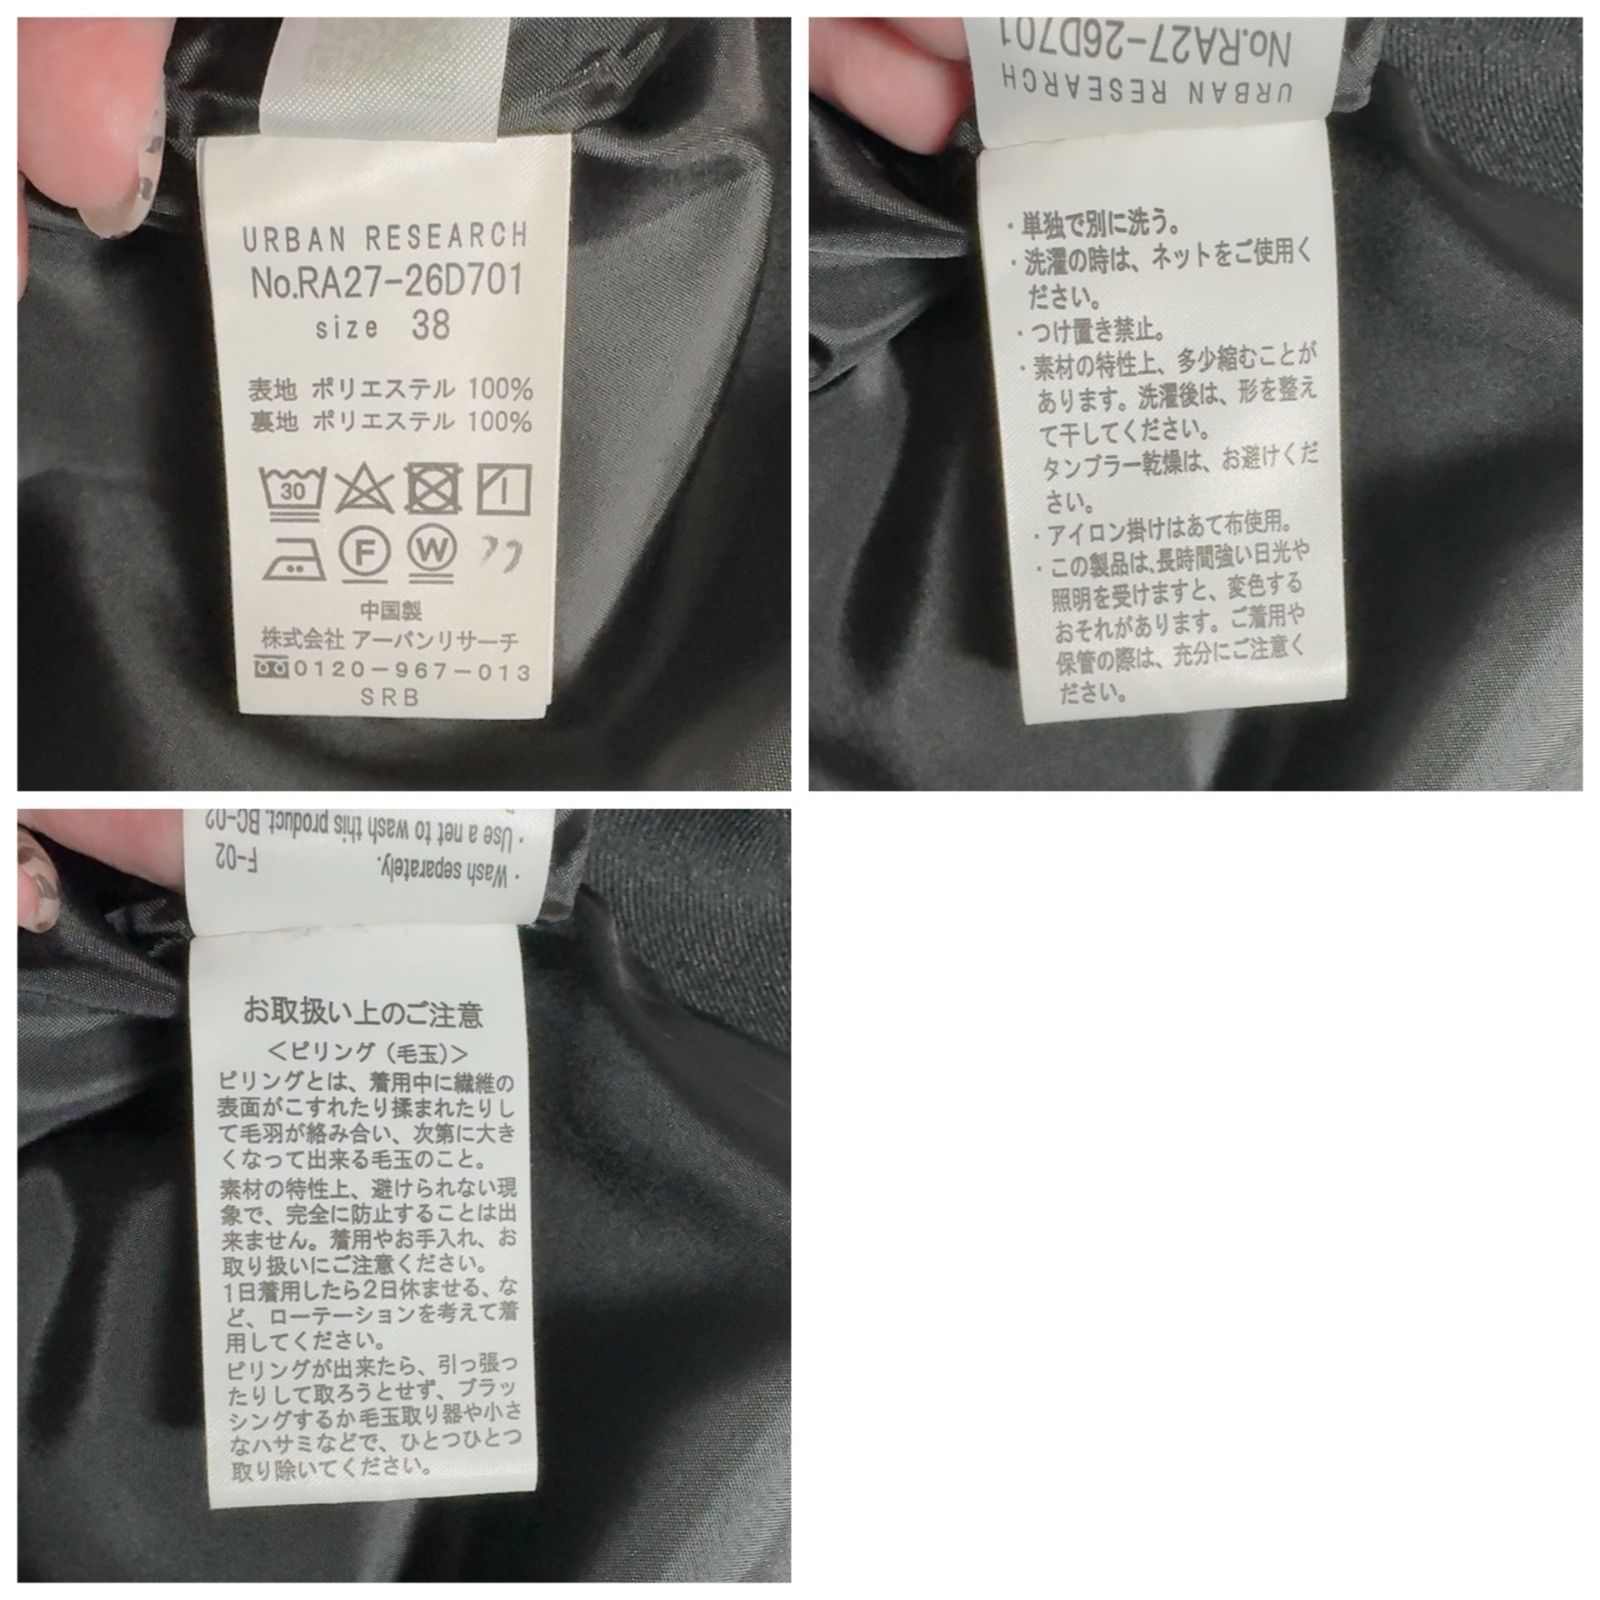 URBAN RESEARCH
No.RA27-26D701
size 38
表地 ポリエステル 100%
裏地 ポリエステル 100%
30
F W
中国製
株式会社 アーバンリサーチ
0120-967-013
SRB
No.RA27-26D701
URBAN RESEARCH
・単独で別に洗う。
・洗濯の時は、ネットをご使用く
ださい。
・つけ置き禁止。
・素材の特性上、多少縮むことが
あります。洗濯後は、形を整え
て干してください。
タンブラー乾燥は、お避けくだ
さい。
・アイロン掛けはあて布使用。
・この製品は、長時間強い日光や
照明を受けますと、変色する
おそれがあります。ご着用や
保管の際は、充分にご注意く
ださい。
・Use a net to wash this product. BC-02
・Wash separately. F-02
お取扱い上のご注意
＜ピリング（毛玉）＞
ピリングとは、着用中に繊維の
表面がこすれたり揉まれたりし
て毛羽が絡み合い、次第に大き
くなって出来る毛玉のこと。
素材の特性上、避けられない現
象で、完全に防止することは出
来ません。着用やお手入れ、お
取り扱いにご注意ください。
1日着用したら2日休ませる、な
ど、ローテーションを考えて着
用してください。
ピリングが出来たら、引っ張っ
たりして取ろうとせず、ブラッ
シングするか毛玉取り器や小さ
なハサミなどで、ひとつひとつ
取り除いてください。